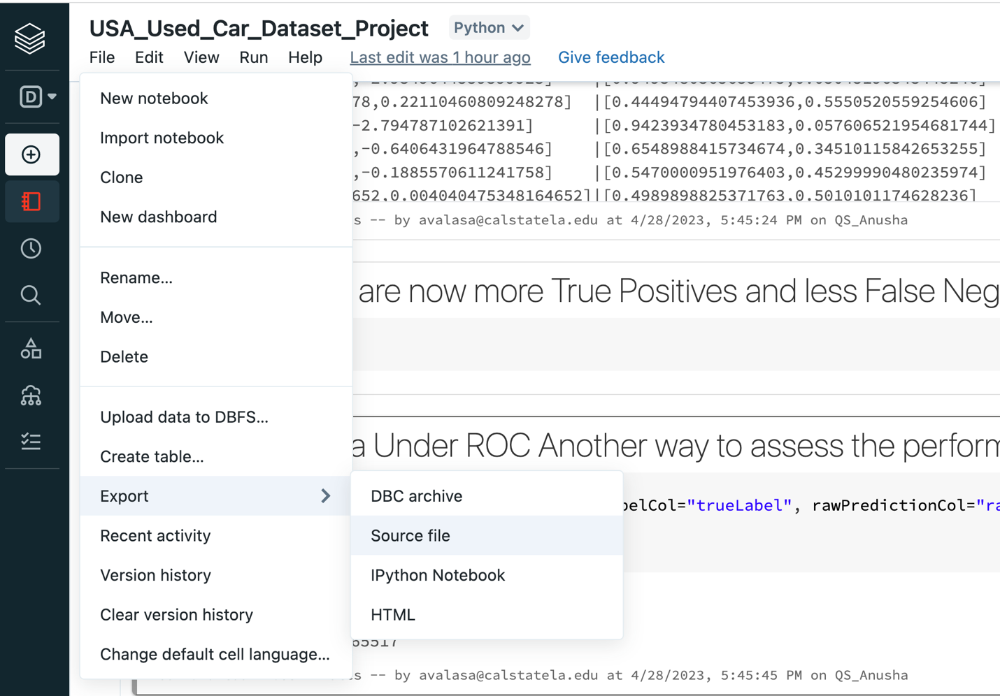 USA_Used_Car_Dataset_Project
Python
File Edit View Run Help Last edit was 1 hour ago Give feedback
D
New notebook
Import notebook
Clone
New dashboard
Rename...
Move...
Delete
Upload data to DBFS...
Create table...
Export
Recent activity
Version history
Clear version history
Change default cell language...
DBC archive
Source file
IPython Notebook
HTML
78,0.22110460809248278] |[0.44494794407453936,0.5550520559254606]
-2.794787102621391] |[0.9423934780453183,0.057606521954681744]
,-0.6406431964788546] |[0.6548988415734674,0.34510115842653255]
,-0.1885570611241758] |[0.5470000951976403,0.45299990480235974]
652,0.004040475348164652]|[0.4989898825371763,0.5010101174628236]
s -- by avalasa@calstatela.edu at 4/28/2023, 5:45:24 PM on QS_Anusha
are now more True Positives and less False Neg
a Under ROC Another way to assess the perform
belCol="trueLabel", rawPredictionCol="ra
65517
s -- by avalasa@calstatela.edu at 4/28/2023, 5:45:45 PM on QS_Anusha